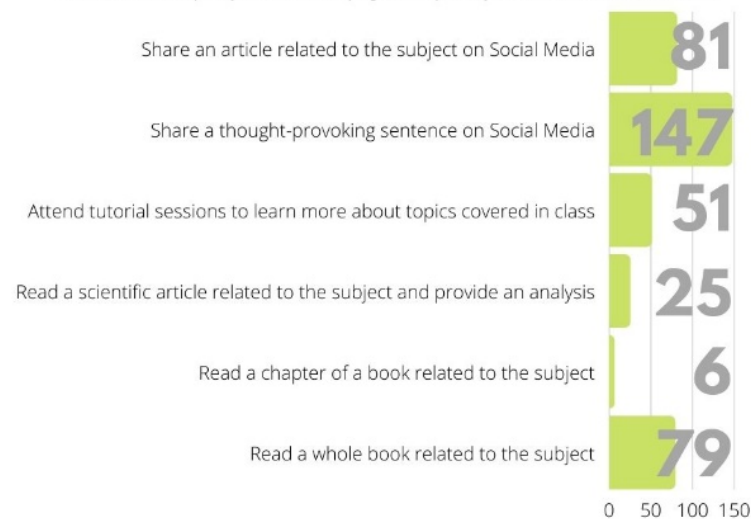 Share an article related to the subject on Social Media 81
Share a thought-provoking sentence on Social Media 147
Attend tutorial sessions to learn more about topics covered in class 51
Read a scientific article related to the subject and provide an analysis 25
Read a chapter of a book related to the subject 6
Read a whole book related to the subject 79
0 50 100 150